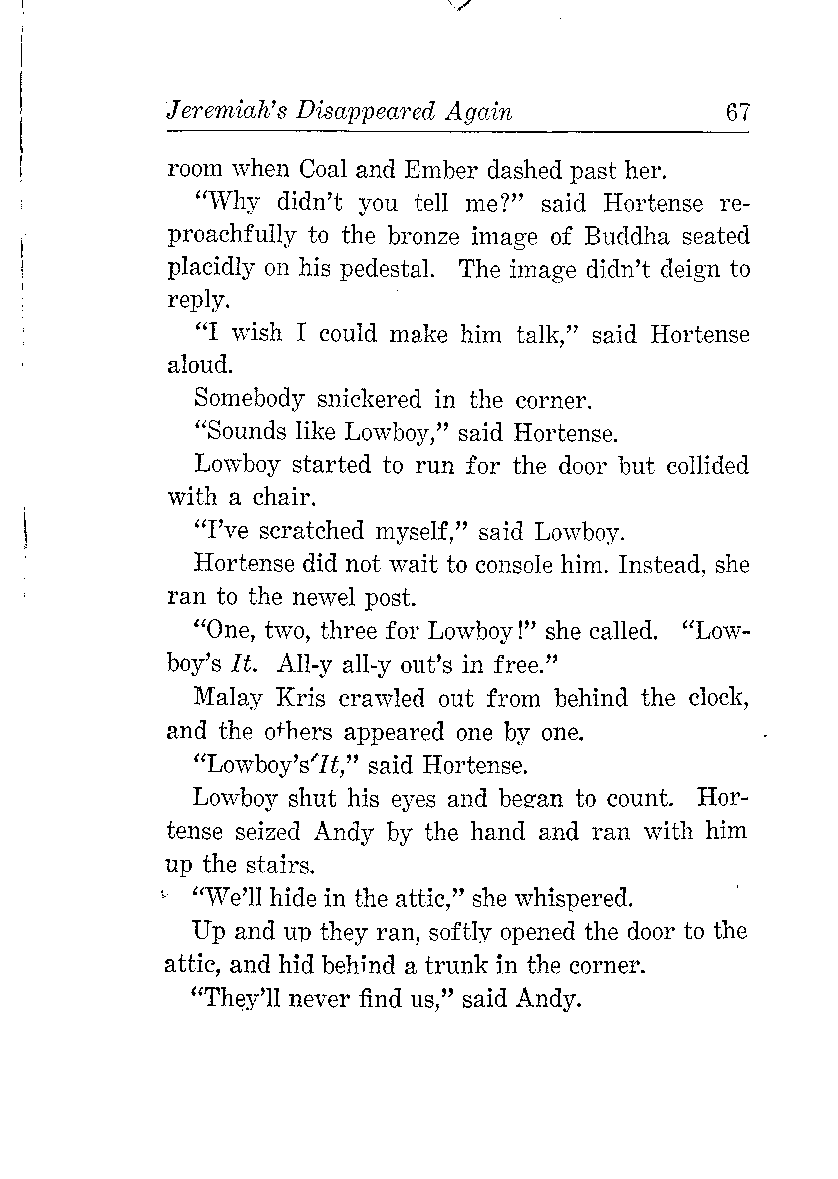 Jeremiah's Disappeared Again 67
room when Coal and Ember dashed past her.
"Why didn't you tell me?" said Hortense re-
proachfully to the bronze image of Buddha seated
placidly on his pedestal. The image didn't deign to
reply.
"I wish I could make him talk," said Hortense
aloud.
Somebody snickered in the corner.
"Sounds like Lowboy," said Hortense.
Lowboy started to run for the door but collided
with a chair.
"I've scratched myself," said Lowboy.
Hortense did not wait to console him. Instead, she
ran to the newel post.
"One, two, three for Lowboy!" she called. "Low-
boy's It. All-y all-y out's in free."
Malay Kris crawled out from behind the clock,
and the others appeared one by one.
"Lowboy's It," said Hortense.
Lowboy shut his eyes and began to count. Hor-
tense seized Andy by the hand and ran with him
up the stairs.
"We'll hide in the attic," she whispered.
Up and up they ran, softly opened the door to the
attic, and hid behind a trunk in the corner.
"They'll never find us," said Andy.